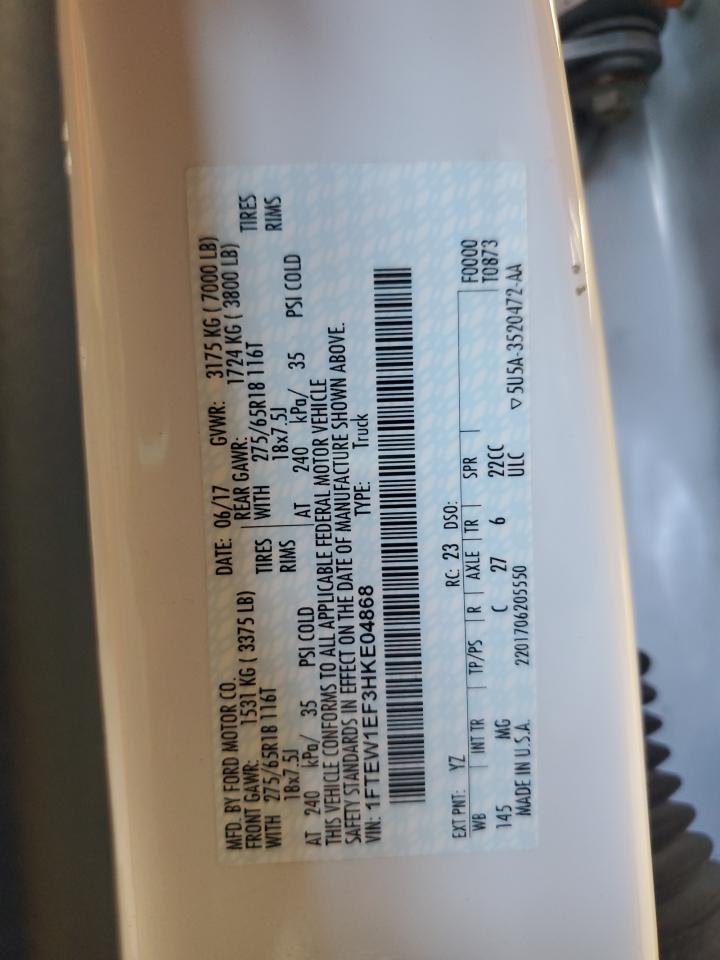 MFD. BY FORD MOTOR CO. DATE: 06/17 GVWR: 3175 KG ( 7000 LB)
FRONT GAWR: 1531 KG ( 3375 LB) REAR GAWR: 1724 KG ( 3800 LB)
WITH 275/65R18 116T TIRES WITH 275/65R18 116T TIRES
18x7.5J RIMS 18x7.5J RIMS
AT 240 kPa/ 35 PSI COLD AT 240 kPa/ 35 PSI COLD
THIS VEHICLE CONFORMS TO ALL APPLICABLE FEDERAL MOTOR VEHICLE
SAFETY STANDARDS IN EFFECT ON THE DATE OF MANUFACTURE SHOWN ABOVE.
VIN: 1FTEW1EF3HKE04868 TYPE: Truck
EXT PNT: YZ RC: 23 DSO: F0000
WB INT TR TP/PS R AXLE TR SPR T0873
145 MG C 27 6 22CC
MADE IN U.S.A. 2201706205550 ULC ▽ 5U5A-3520472-AA